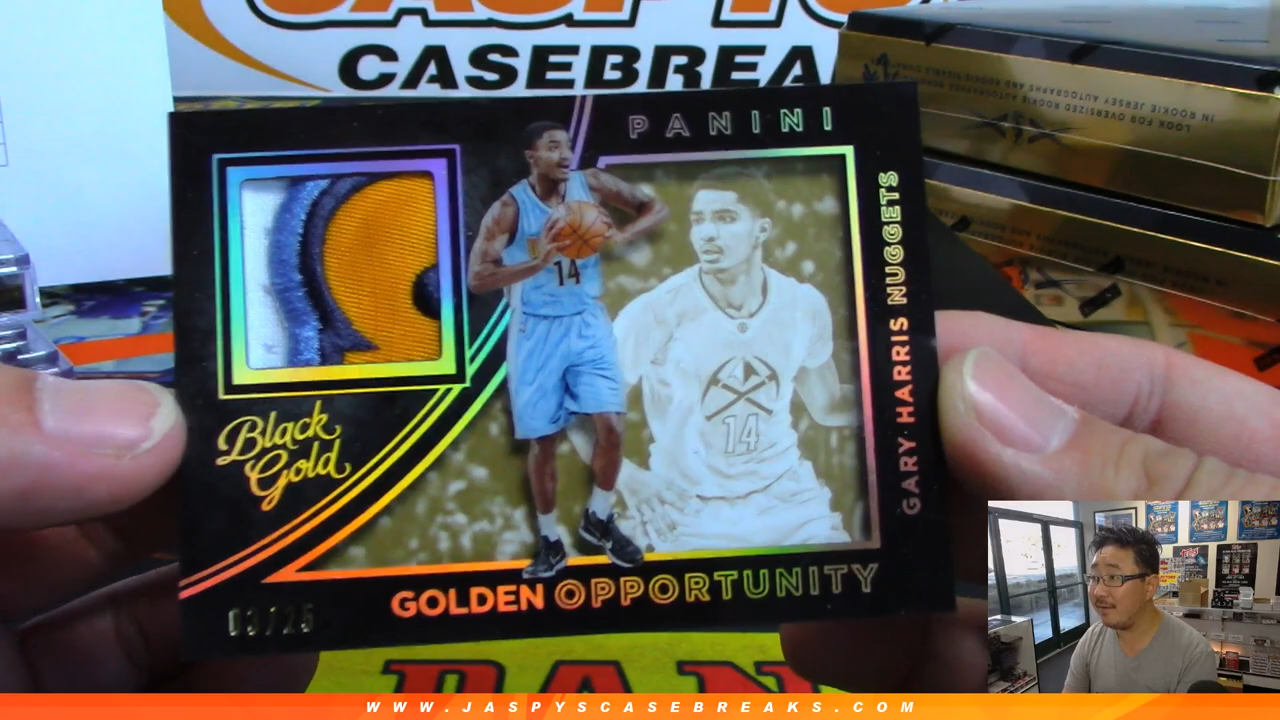 CASEBREA
PANINI
LOOK FOR OVERSIZED ROOKIE AUTOGRAPHS
IN ROOKIE JERSEY AUTOGRAPHS AND
14
14
GARY HARRIS NUGGETS
Black
Gold
GOLDEN OPPORTUNITY
03/25
PANI
WWW.JASPYSCASEBREAKS.COM